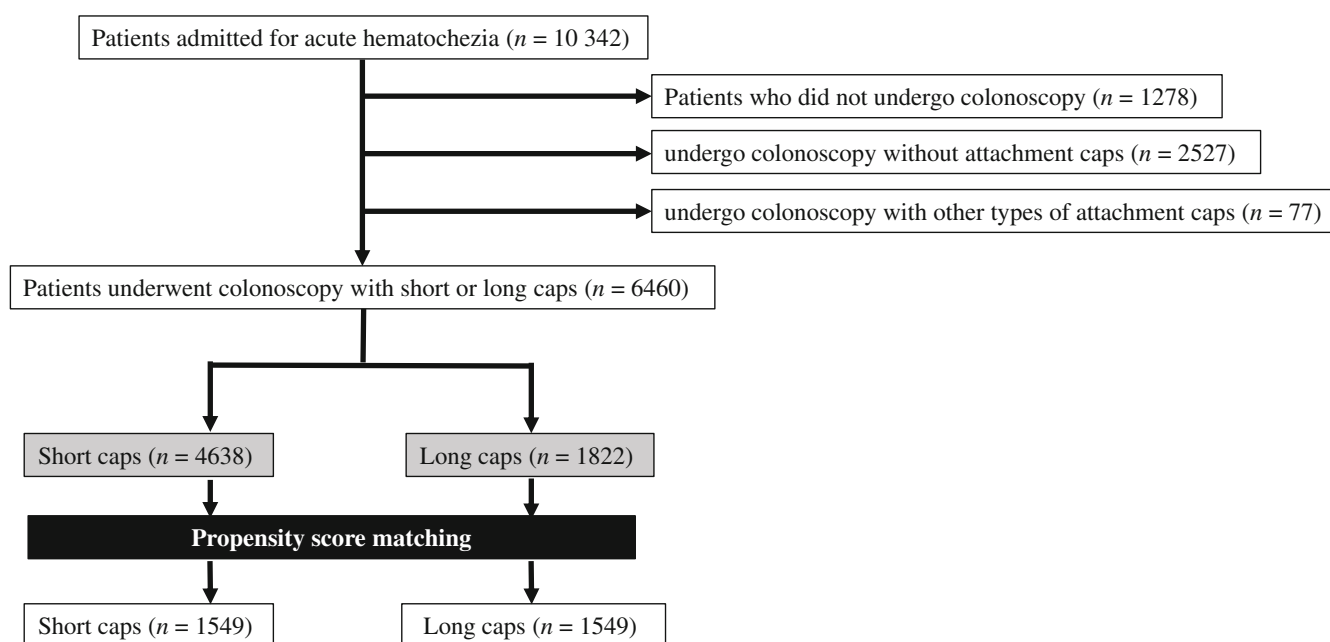 Patients admitted for acute hematochezia (n = 10 342)
Patients who did not undergo colonoscopy (n = 1278)
undergo colonoscopy without attachment caps (n = 2527)
undergo colonoscopy with other types of attachment caps (n = 77)
Patients underwent colonoscopy with short or long caps (n = 6460)
Short caps (n = 4638)
Long caps (n = 1822)
Propensity score matching
Short caps (n = 1549)
Long caps (n = 1549)